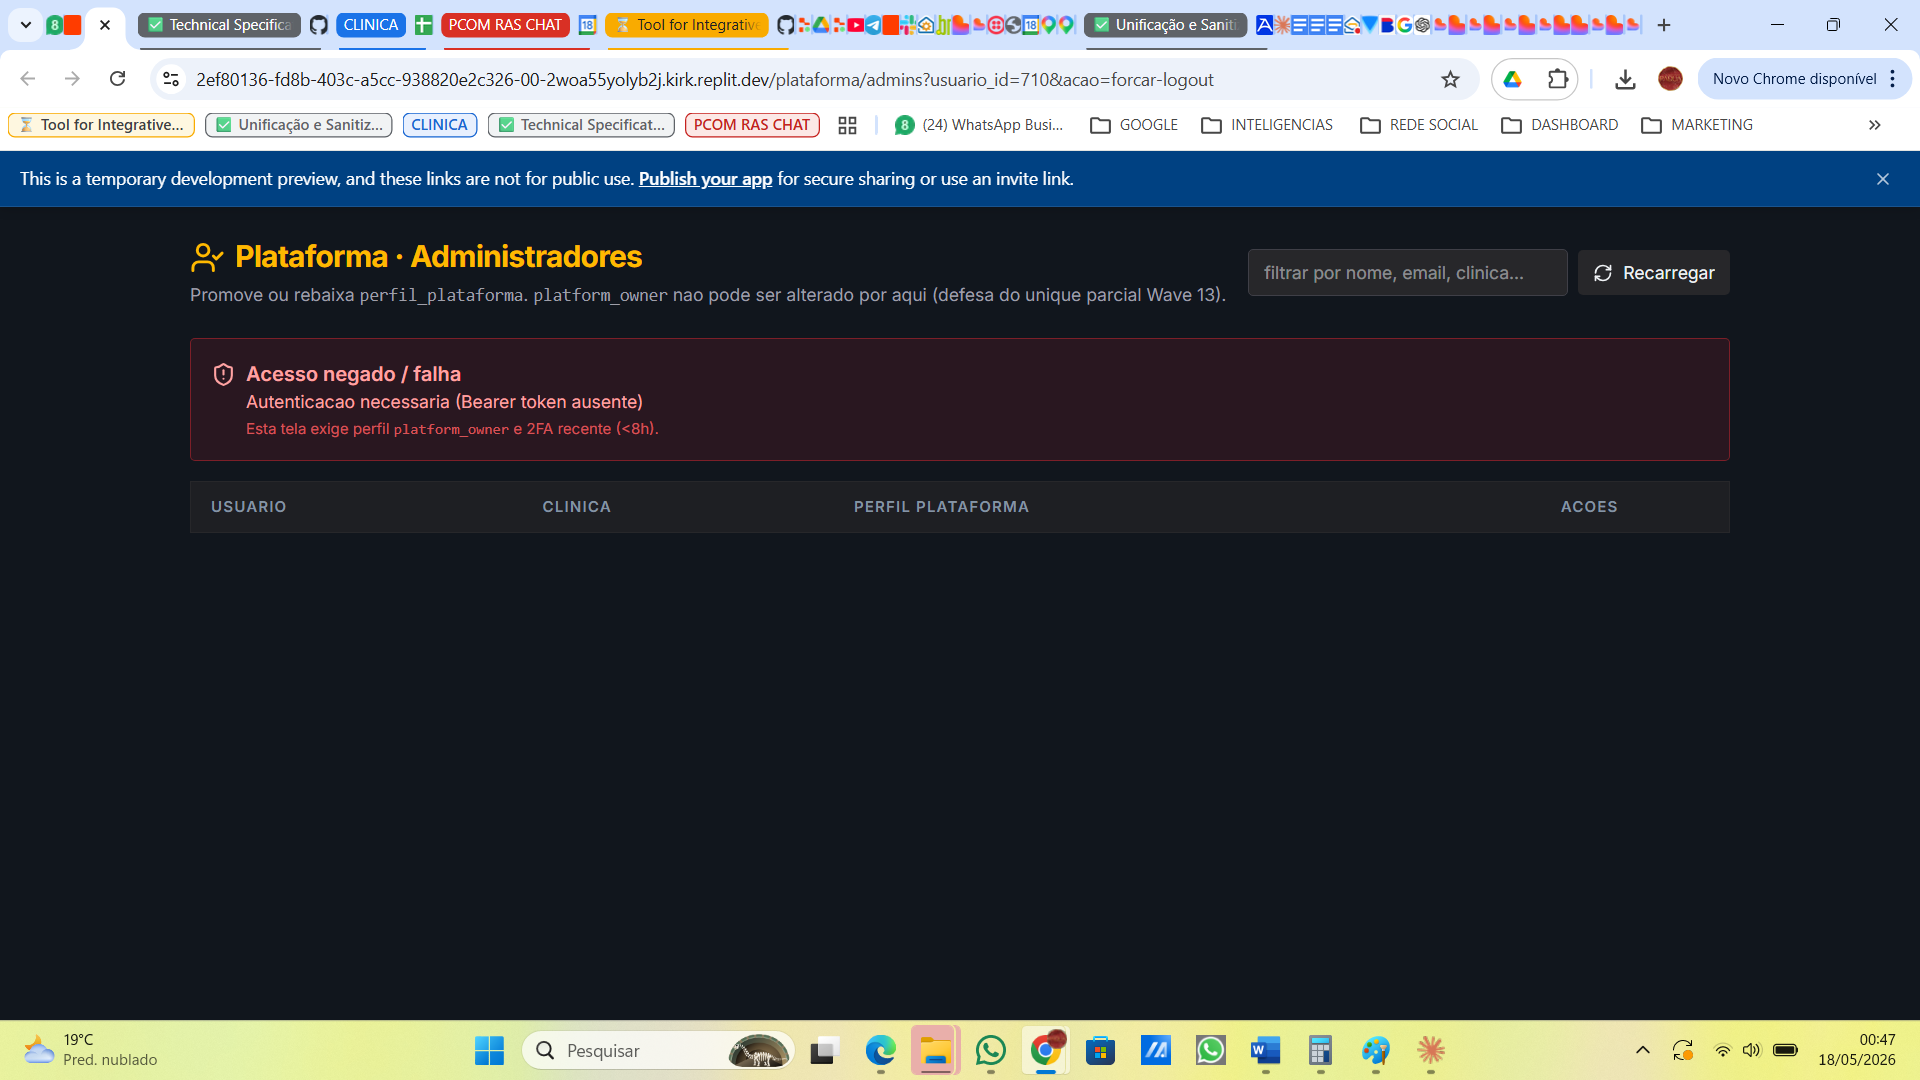 8
Technical Specifica
CLINICA
PCOM RAS CHAT
18
Tool for Integrative
18
Unificação e Saniti
2ef80136-fd8b-403c-a5cc-938820e2c326-00-2woa55yolyb2j.kirk.replit.dev/plataforma/admins?usuario_id=710&acao=forcar-logout
Novo Chrome disponível
Tool for Integrative...
Unificação e Sanitiz...
CLINICA
Technical Specificat...
PCOM RAS CHAT
8 (24) WhatsApp Busi...
GOOGLE
INTELIGENCIAS
REDE SOCIAL
DASHBOARD
MARKETING
This is a temporary development preview, and these links are not for public use. Publish your app for secure sharing or use an invite link.
Plataforma · Administradores
Promove ou rebaixa perfil_plataforma. platform_owner nao pode ser alterado por aqui (defesa do unique parcial Wave 13).
filtrar por nome, email, clinica...
Recarregar
Acesso negado / falha
Autenticacao necessaria (Bearer token ausente)
Esta tela exige perfil platform_owner e 2FA recente (<8h).
USUARIO CLINICA PERFIL PLATAFORMA ACOES
19°C
Pred. nublado
Pesquisar
00:47
18/05/2026